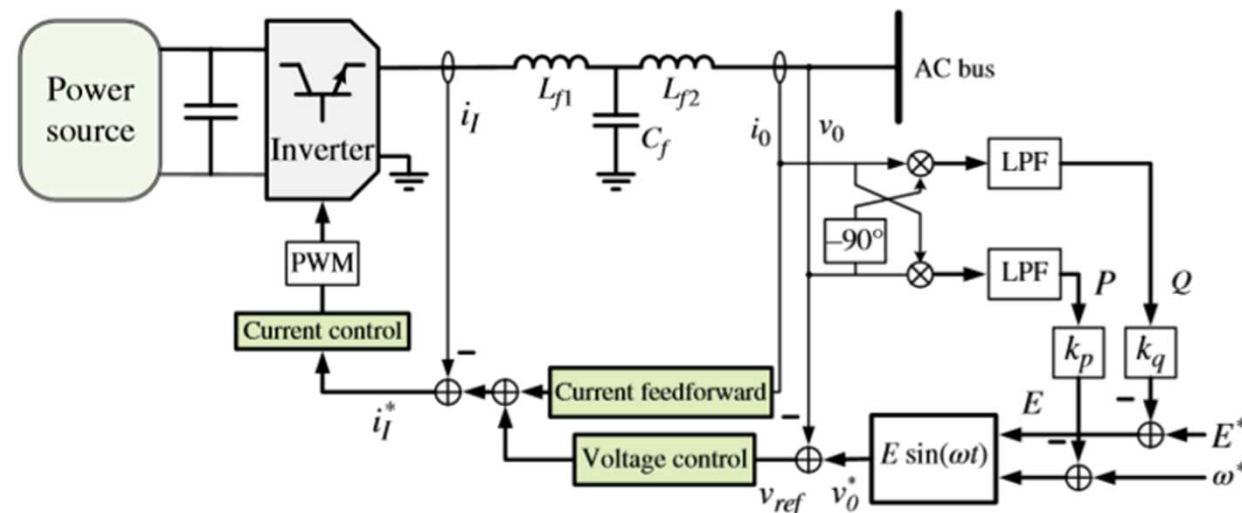 Power
source
Inverter
i_I
L_f1
L_f2
C_f
i_0
v_0
AC bus
LPF
−90°
LPF
P
Q
PWM
k_p
k_q
Current control
−
Current feedforward
−
E
−
E*
i_I^*
Voltage control
v_ref
v_0^*
E sin(ωt)
−
ω*